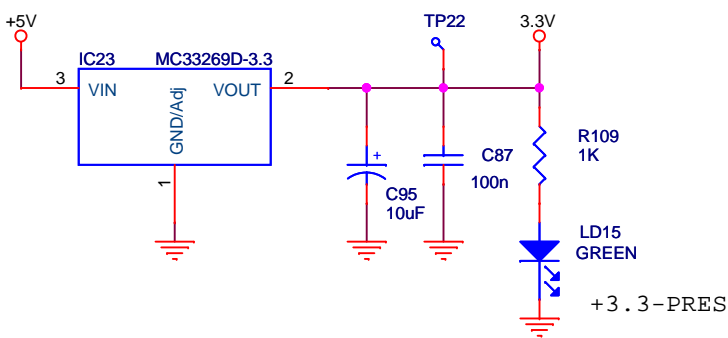 +5V
TP22
3.3V
IC23 MC33269D-3.3
3 VIN VOUT 2
GND/Adj
1
+
C95
10uF
C87
100n
R109
1K
LD15
GREEN
+3.3-PRES